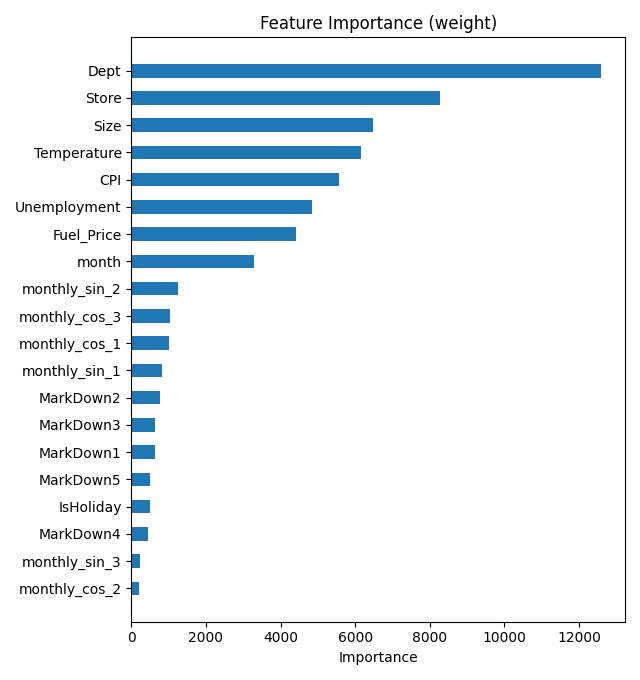 Feature Importance (weight)
Dept
Store
Size
Temperature
CPI
Unemployment
Fuel_Price
month
monthly_sin_2
monthly_cos_3
monthly_cos_1
monthly_sin_1
MarkDown2
MarkDown3
MarkDown1
MarkDown5
IsHoliday
MarkDown4
monthly_sin_3
monthly_cos_2
0 2000 4000 6000 8000 10000 12000
Importance